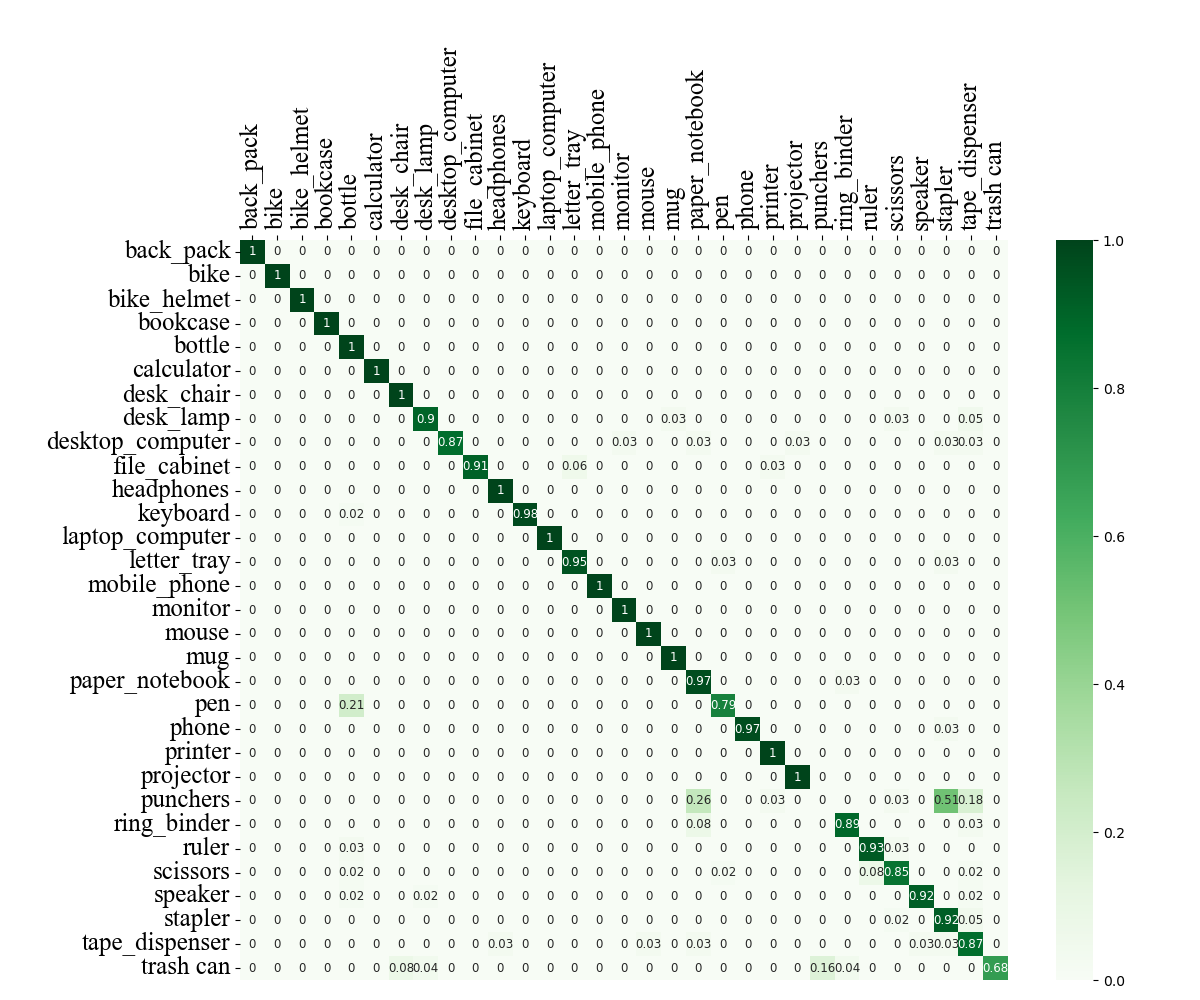 back_pack bike bike_helmet bookcase bottle calculator desk_chair desk_lamp desktop_computer file_cabinet headphones keyboard laptop_computer letter_tray mobile_phone monitor mouse mug paper_notebook pen phone printer projector punchers ring_binder ruler scissors speaker stapler tape_dispenser trash can
back_pack 1 0 0 0 0 0 0 0 0 0 0 0 0 0 0 0 0 0 0 0 0 0 0 0 0 0 0 0 0 0 0
bike 0 1 0 0 0 0 0 0 0 0 0 0 0 0 0 0 0 0 0 0 0 0 0 0 0 0 0 0 0 0 0
bike_helmet 0 0 1 0 0 0 0 0 0 0 0 0 0 0 0 0 0 0 0 0 0 0 0 0 0 0 0 0 0 0 0
bookcase 0 0 0 1 0 0 0 0 0 0 0 0 0 0 0 0 0 0 0 0 0 0 0 0 0 0 0 0 0 0 0
bottle 0 0 0 0 1 0 0 0 0 0 0 0 0 0 0 0 0 0 0 0 0 0 0 0 0 0 0 0 0 0 0
calculator 0 0 0 0 0 1 0 0 0 0 0 0 0 0 0 0 0 0 0 0 0 0 0 0 0 0 0 0 0 0 0
desk_chair 0 0 0 0 0 0 1 0 0 0 0 0 0 0 0 0 0 0 0 0 0 0 0 0 0 0 0 0 0 0 0
desk_lamp 0 0 0 0 0 0 0 0.9 0 0 0 0 0 0 0 0 0 0.03 0 0 0 0 0 0 0 0 0.03 0 0 0.05 0
desktop_computer 0 0 0 0 0 0 0 0 0.87 0 0 0 0 0 0 0.03 0 0 0.03 0 0 0 0.03 0 0 0 0 0 0.03 0.03 0
file_cabinet 0 0 0 0 0 0 0 0 0 0.91 0 0 0 0.06 0 0 0 0 0 0 0 0.03 0 0 0 0 0 0 0 0 0
headphones 0 0 0 0 0 0 0 0 0 0 1 0 0 0 0 0 0 0 0 0 0 0 0 0 0 0 0 0 0 0 0
keyboard 0 0 0 0 0.02 0 0 0 0 0 0 0.98 0 0 0 0 0 0 0 0 0 0 0 0 0 0 0 0 0 0 0
laptop_computer 0 0 0 0 0 0 0 0 0 0 0 0 1 0 0 0 0 0 0 0 0 0 0 0 0 0 0 0 0 0 0
letter_tray 0 0 0 0 0 0 0 0 0 0 0 0 0 0.95 0 0 0 0 0 0.03 0 0 0 0 0 0 0 0 0.03 0 0
mobile_phone 0 0 0 0 0 0 0 0 0 0 0 0 0 0 1 0 0 0 0 0 0 0 0 0 0 0 0 0 0 0 0
monitor 0 0 0 0 0 0 0 0 0 0 0 0 0 0 0 1 0 0 0 0 0 0 0 0 0 0 0 0 0 0 0
mouse 0 0 0 0 0 0 0 0 0 0 0 0 0 0 0 0 1 0 0 0 0 0 0 0 0 0 0 0 0 0 0
mug 0 0 0 0 0 0 0 0 0 0 0 0 0 0 0 0 0 1 0 0 0 0 0 0 0 0 0 0 0 0 0
paper_notebook 0 0 0 0 0 0 0 0 0 0 0 0 0 0 0 0 0 0 0.97 0 0 0 0 0 0.03 0 0 0 0 0 0
pen 0 0 0 0 0.21 0 0 0 0 0 0 0 0 0 0 0 0 0 0 0.79 0 0 0 0 0 0 0 0 0 0 0
phone 0 0 0 0 0 0 0 0 0 0 0 0 0 0 0 0 0 0 0 0 0.97 0 0 0 0 0 0 0 0.03 0 0
printer 0 0 0 0 0 0 0 0 0 0 0 0 0 0 0 0 0 0 0 0 0 1 0 0 0 0 0 0 0 0 0
projector 0 0 0 0 0 0 0 0 0 0 0 0 0 0 0 0 0 0 0 0 0 0 1 0 0 0 0 0 0 0 0
punchers 0 0 0 0 0 0 0 0 0 0 0 0 0 0 0 0 0 0 0.26 0 0 0.03 0 0 0 0 0.03 0 0.51 0.18 0
ring_binder 0 0 0 0 0 0 0 0 0 0 0 0 0 0 0 0 0 0 0.08 0 0 0 0 0 0.89 0 0 0 0 0.03 0
ruler 0 0 0 0 0.03 0 0 0 0 0 0 0 0 0 0 0 0 0 0 0 0 0 0 0 0 0.93 0.03 0 0 0 0
scissors 0 0 0 0 0.02 0 0 0 0 0 0 0 0 0 0 0 0 0 0 0.02 0 0 0 0 0 0.08 0.85 0 0 0.02 0
speaker 0 0 0 0 0.02 0 0 0.02 0 0 0 0 0 0 0 0 0 0 0 0 0 0 0 0 0 0 0 0.92 0 0.02 0
stapler 0 0 0 0 0 0 0 0 0 0 0 0 0 0 0 0 0 0 0 0 0 0 0 0 0 0 0.02 0 0.92 0.05 0
tape_dispenser 0 0 0 0 0 0 0 0 0 0 0.03 0 0 0 0 0 0.03 0 0.03 0 0 0 0 0 0 0 0 0.03 0.03 0.87 0
trash can 0 0 0 0 0 0 0.08 0.04 0 0 0 0 0 0 0 0 0 0 0 0 0 0 0 0.16 0.04 0 0 0 0 0 0.68
1.0
0.8
0.6
0.4
0.2
0.0